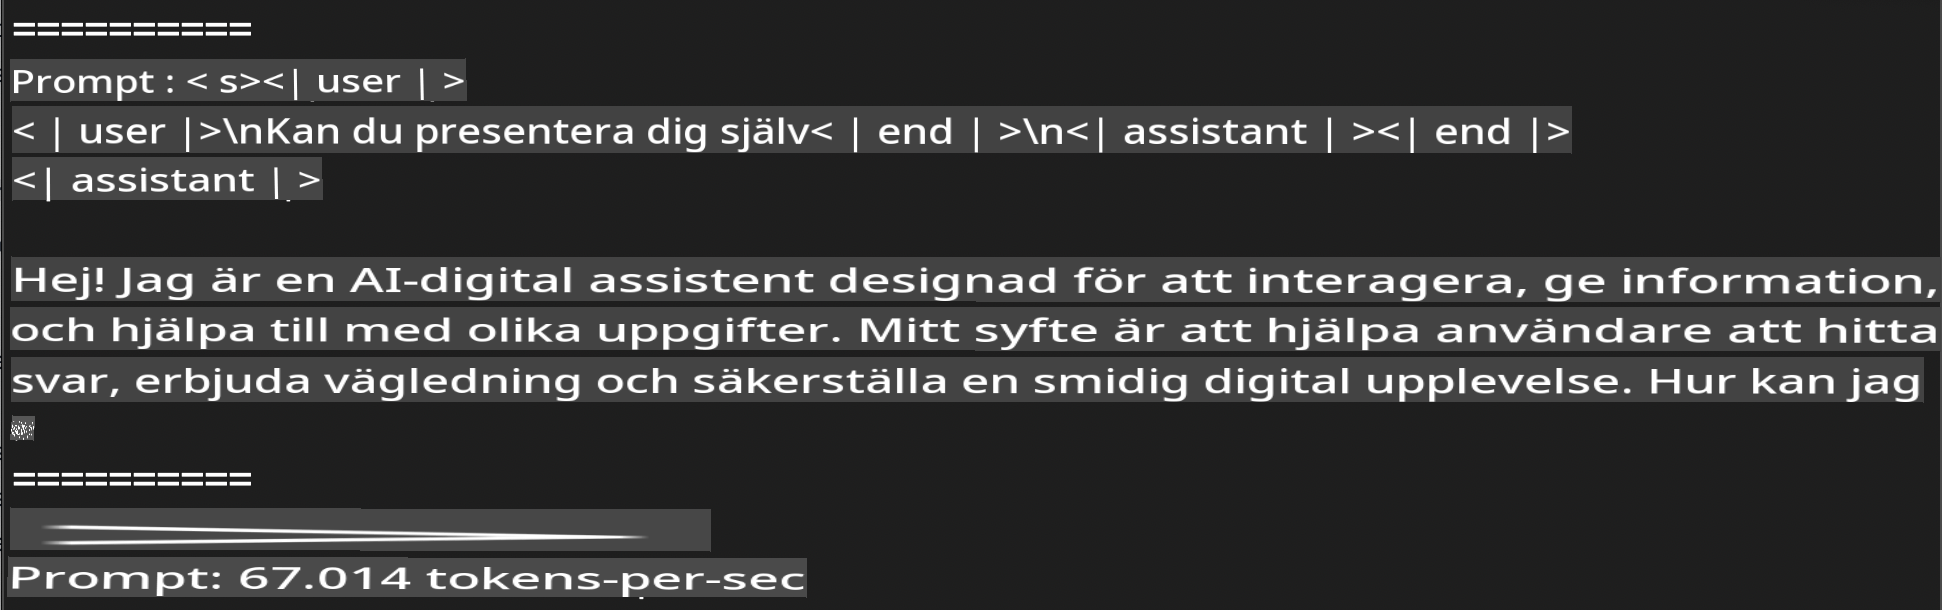 ==========
Prompt : < s><| user | >
< | user |>\nKan du presentera dig själv< | end | >\n<| assistant | ><| end |>
<| assistant | >
Hej! Jag är en AI-digital assistent designad för att interagera, ge information,
och hjälpa till med olika uppgifter. Mitt syfte är att hjälpa användare att hitta
svar, erbjuda vägledning och säkerställa en smidig digital upplevelse. Hur kan jag
==========
Prompt: 67.014 tokens-per-sec